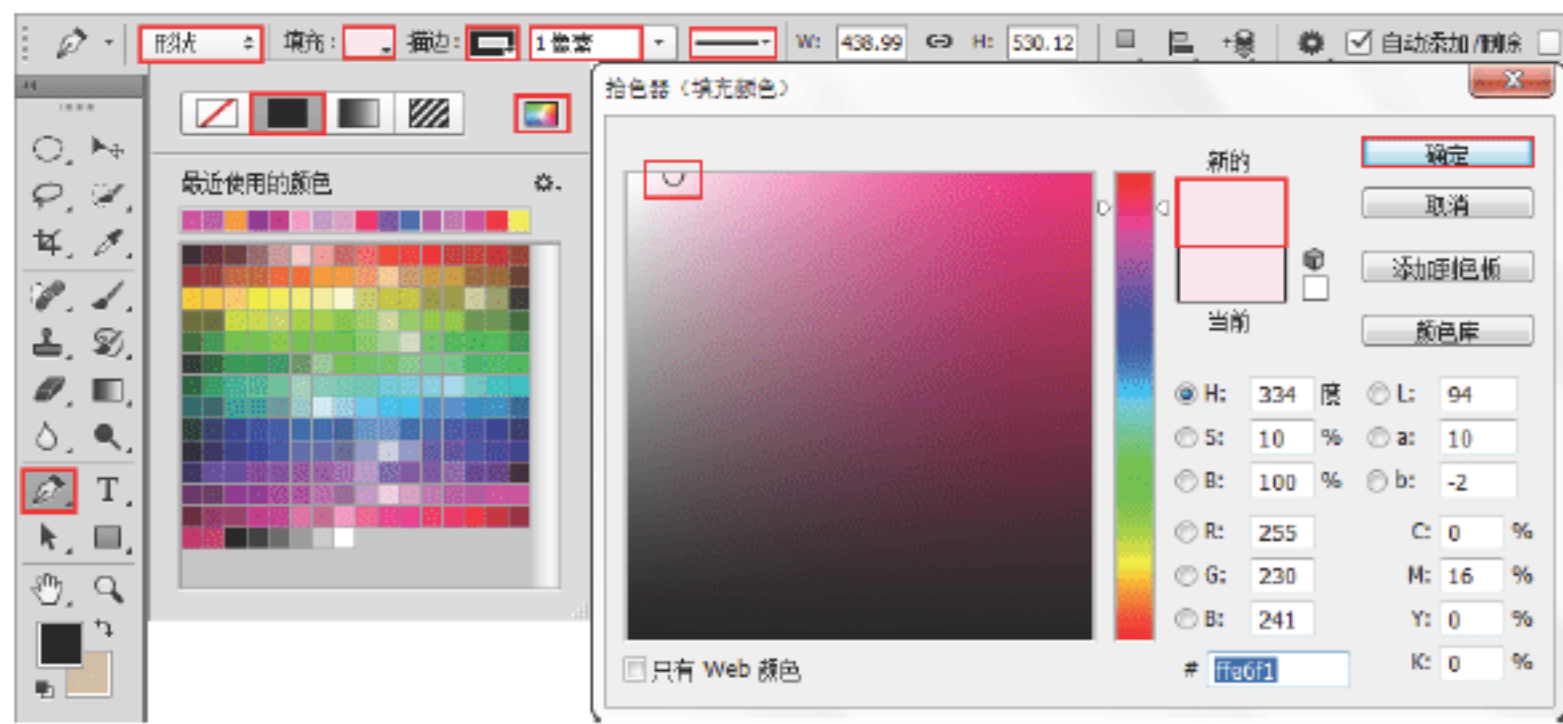 形状 填充: 描边: 1像素 W: 438.99 H: 530.12 自动添加/删除
拾色器（填充颜色）
最近使用的颜色
新的
当前
确定
取消
添加到色板
颜色库
H: 334 度 L: 94
S: 10 % a: 10
B: 100 % b: -2
R: 255 C: 0 %
G: 230 M: 16 %
B: 241 Y: 0 %
# ffe6f1 K: 0 %
只有 Web 颜色
T